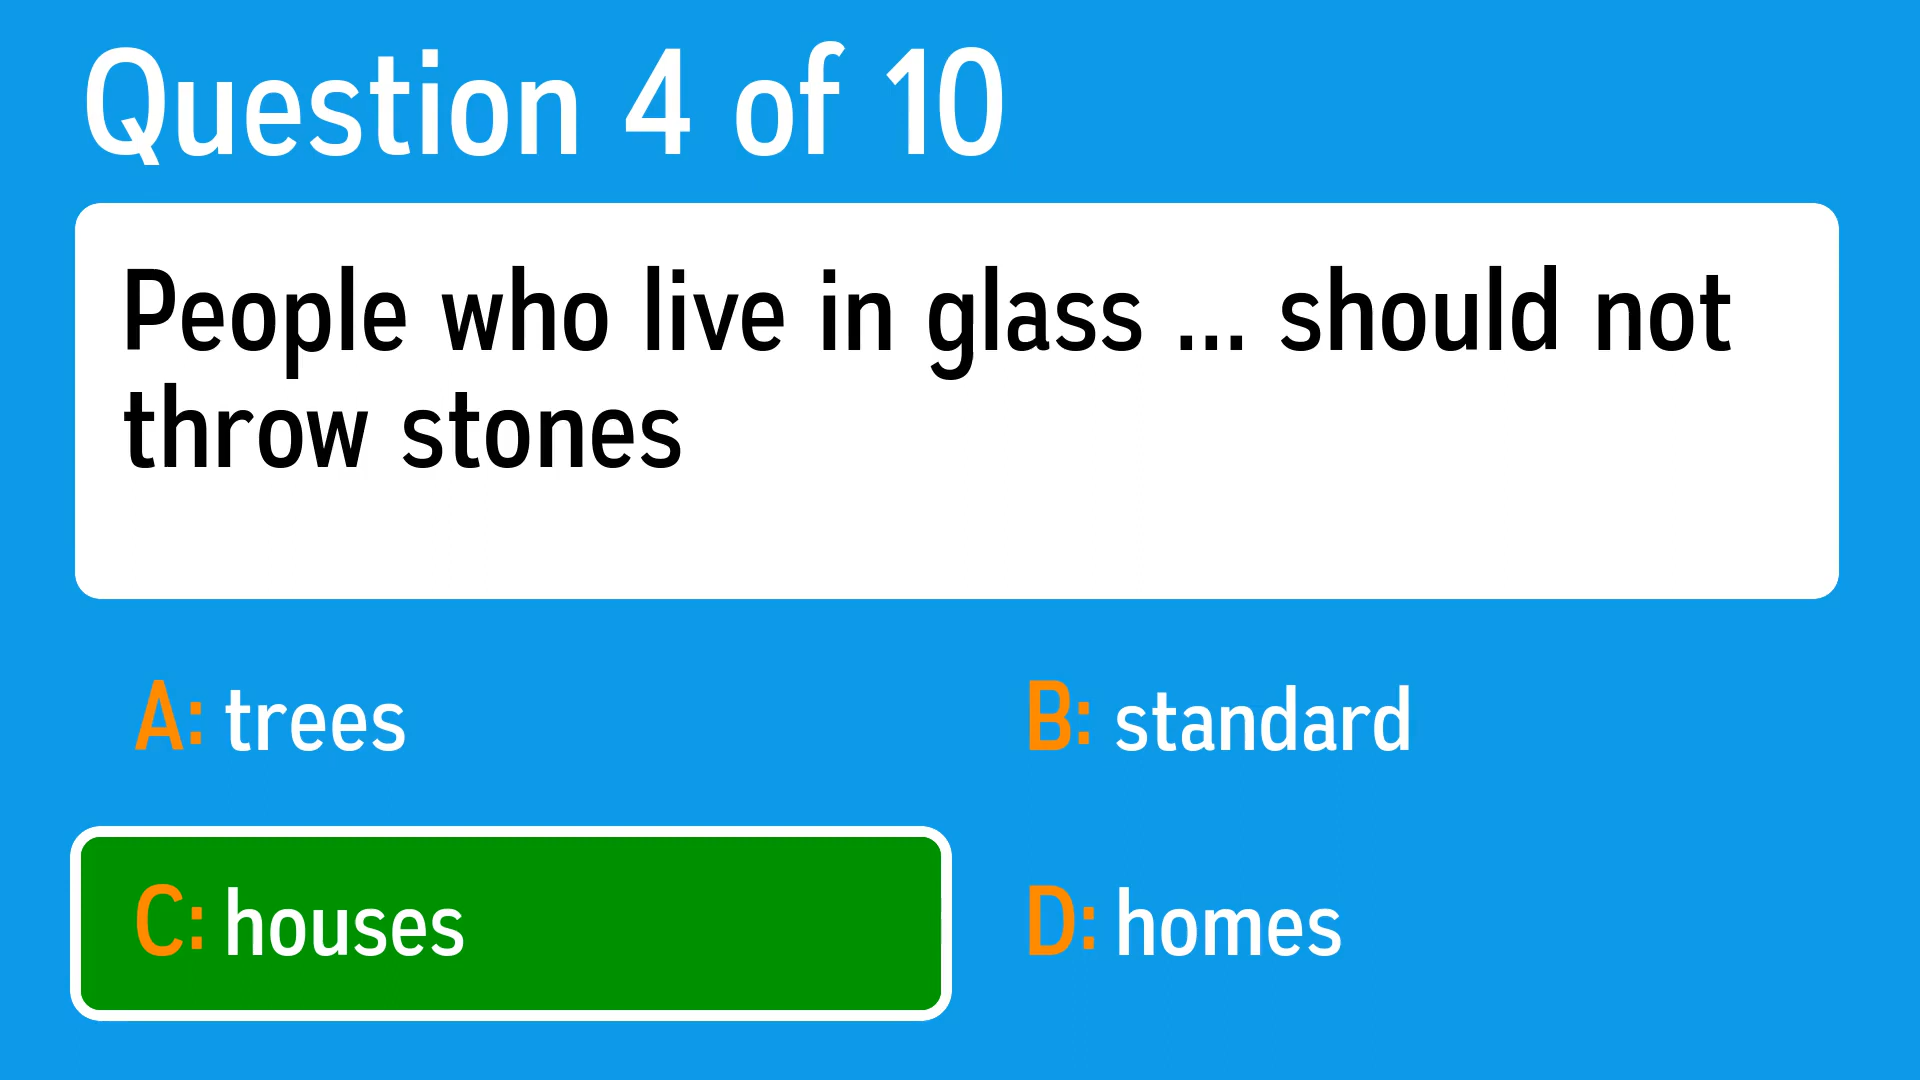 Question 4 of 10
People who live in glass ... should not
throw stones
A: trees
B: standard
C: houses
D: homes